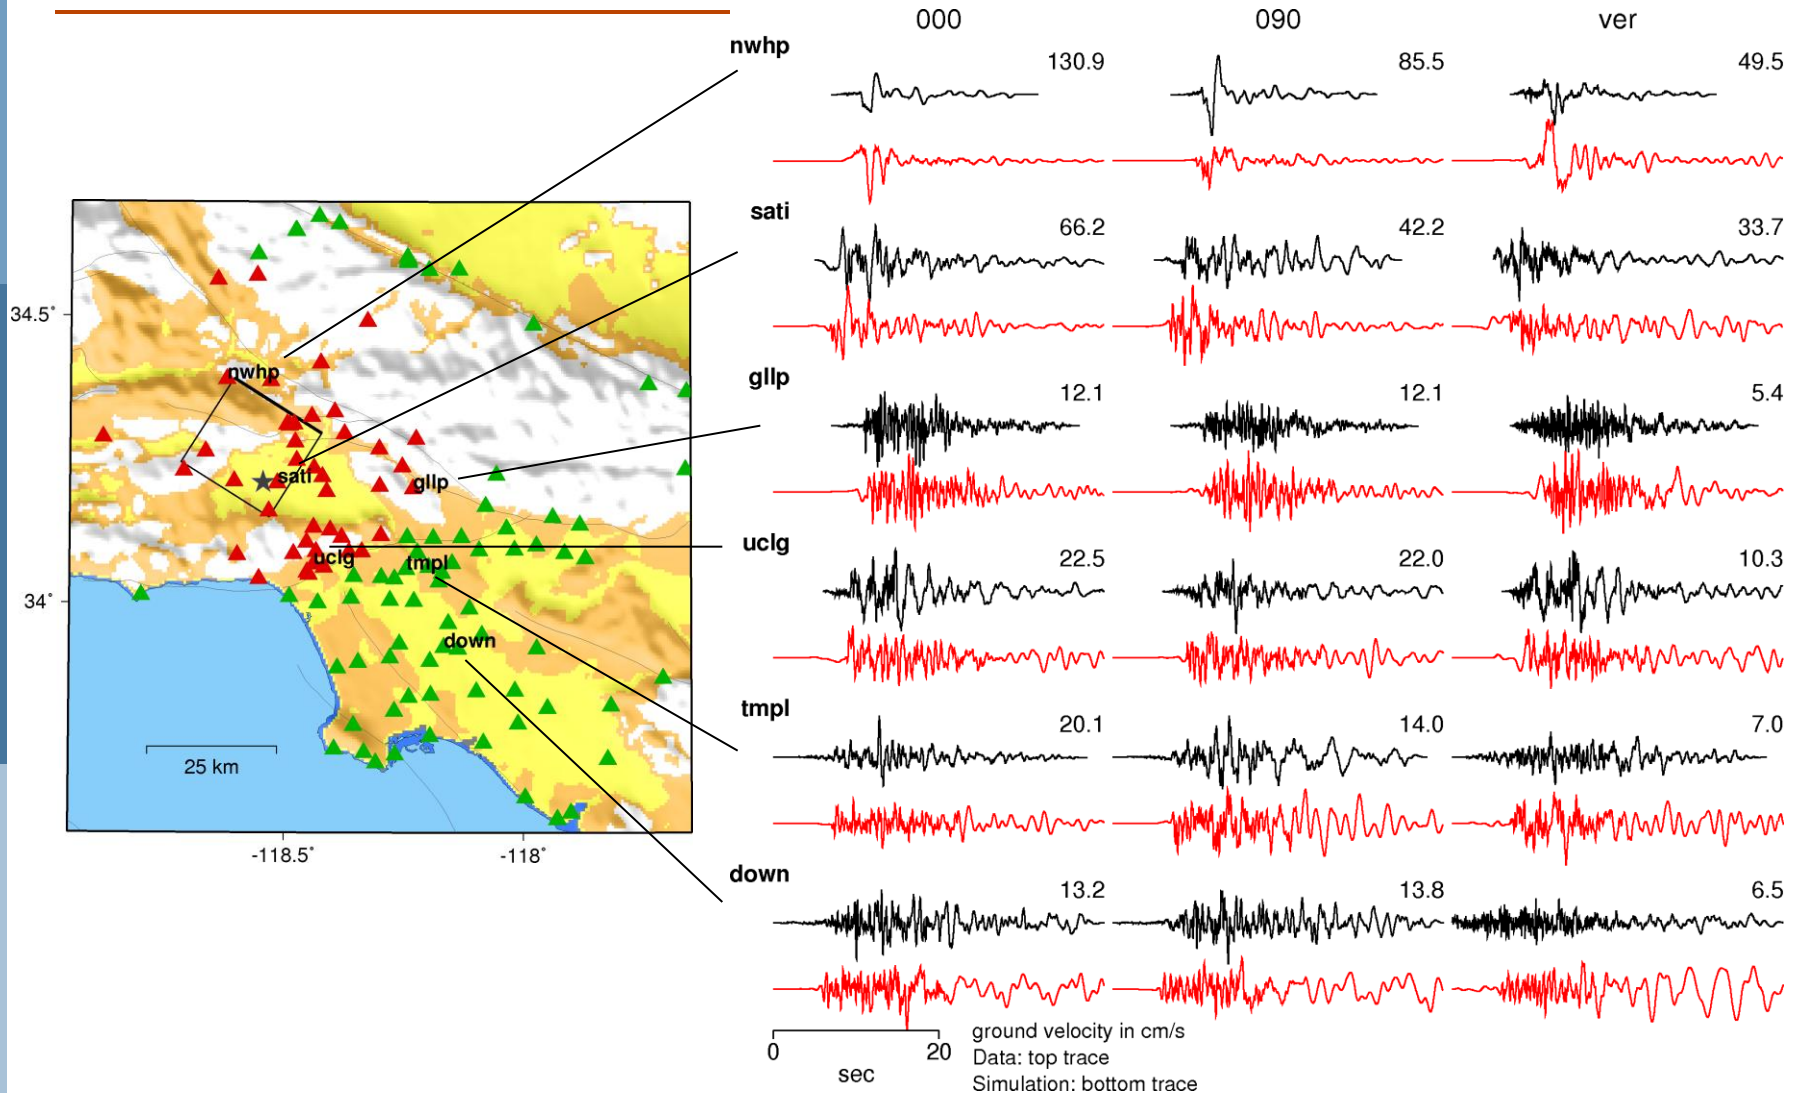 000 090 ver
nwhp
130.9 85.5 49.5
sati
66.2 42.2 33.7
gllp
12.1 12.1 5.4
uclg
22.5 22.0 10.3
tmpl
20.1 14.0 7.0
down
13.2 13.8 6.5
34.5°
34°
-118.5° -118°
nwhp
sati
gllp
uclg
tmpl
down
25 km
0 20
sec
ground velocity in cm/s
Data: top trace
Simulation: bottom trace